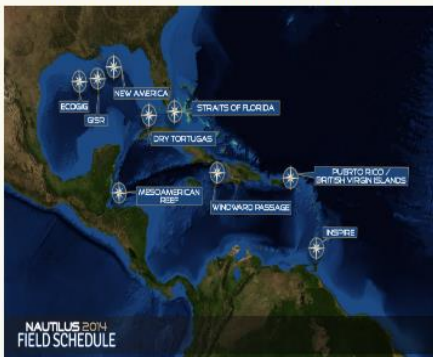 NEW AMERICA
ECOGIG
GISR
STRAITS OF FLORIDA
DRY TORTUGAS
PUERTO RICO /
BRITISH VIRGIN ISLANDS
MESOAMERICAN
REEF
WINDWARD PASSAGE
INSPIRE
NAUTILUS 2014
FIELD SCHEDULE